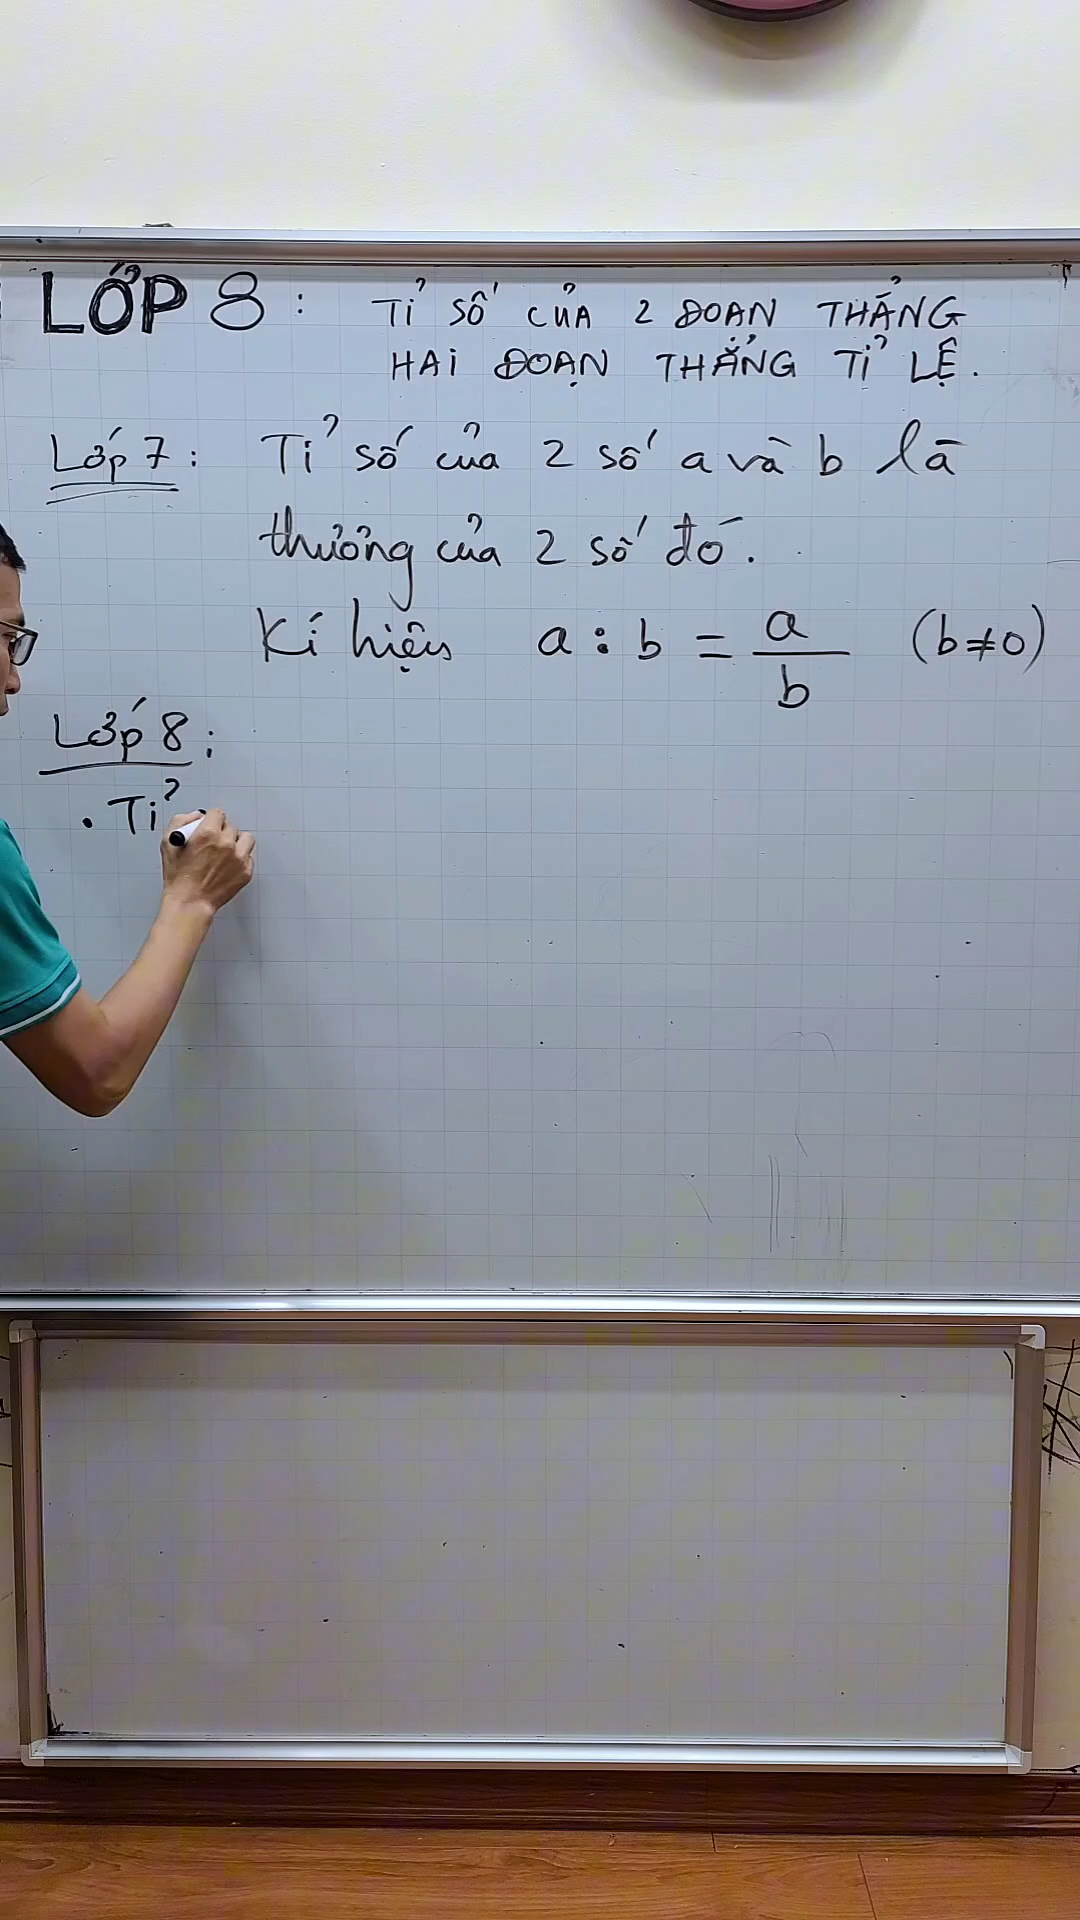 LỚP 8 : TỈ SỐ CỦA 2 ĐOẠN THẲNG
HAI ĐOẠN THẲNG TỈ LỆ.
Lớp 7 : Tỉ số của 2 số a và b là
thương của 2 số đó.
Kí hiệu a : b = a/b (b≠0)
Lớp 8 :
. Tỉ